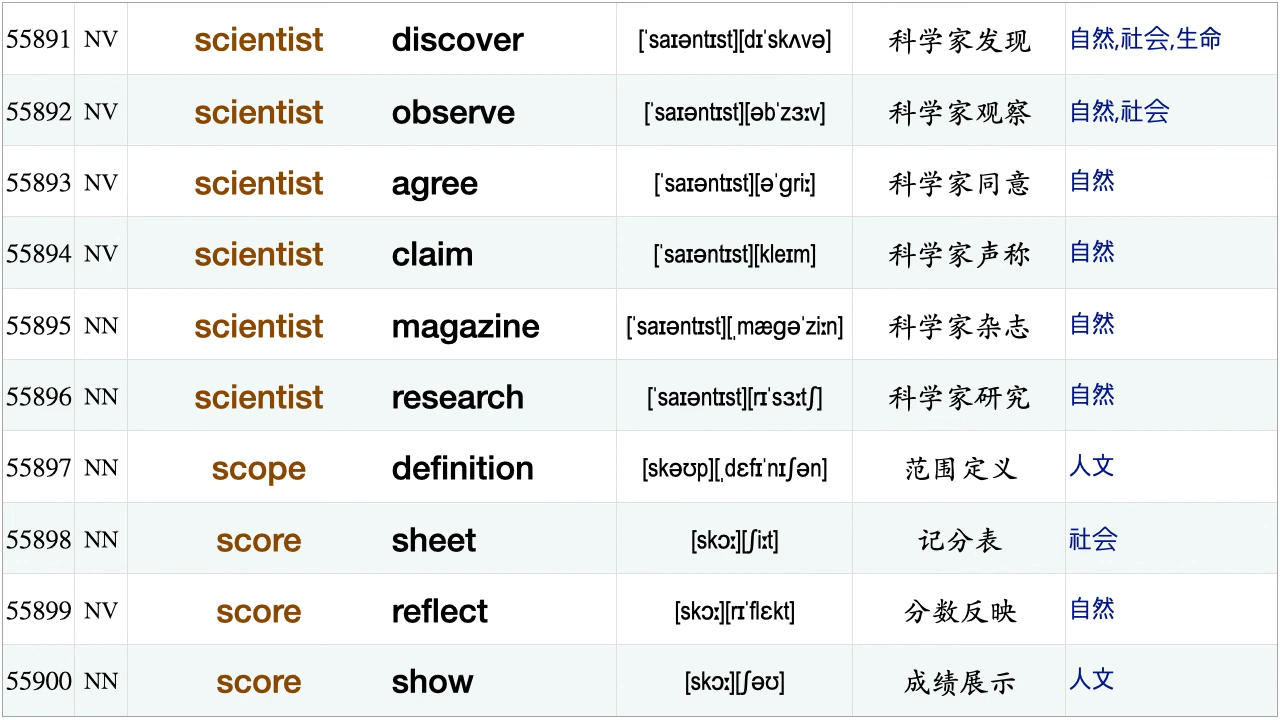 55891 NV scientist discover [ˈsaɪəntɪst][dɪˈskʌvə] 科学家发现 自然,社会,生命
55892 NV scientist observe [ˈsaɪəntɪst][əbˈzɜːv] 科学家观察 自然,社会
55893 NV scientist agree [ˈsaɪəntɪst][əˈɡriː] 科学家同意 自然
55894 NV scientist claim [ˈsaɪəntɪst][kleɪm] 科学家声称 自然
55895 NN scientist magazine [ˈsaɪəntɪst][ˌmæɡəˈziːn] 科学家杂志 自然
55896 NN scientist research [ˈsaɪəntɪst][rɪˈsɜːtʃ] 科学家研究 自然
55897 NN scope definition [skəʊp][ˌdɛfɪˈnɪʃən] 范围定义 人文
55898 NN score sheet [skɔː][ʃiːt] 记分表 社会
55899 NV score reflect [skɔː][rɪˈflɛkt] 分数反映 自然
55900 NN score show [skɔː][ʃəʊ] 成绩展示 人文